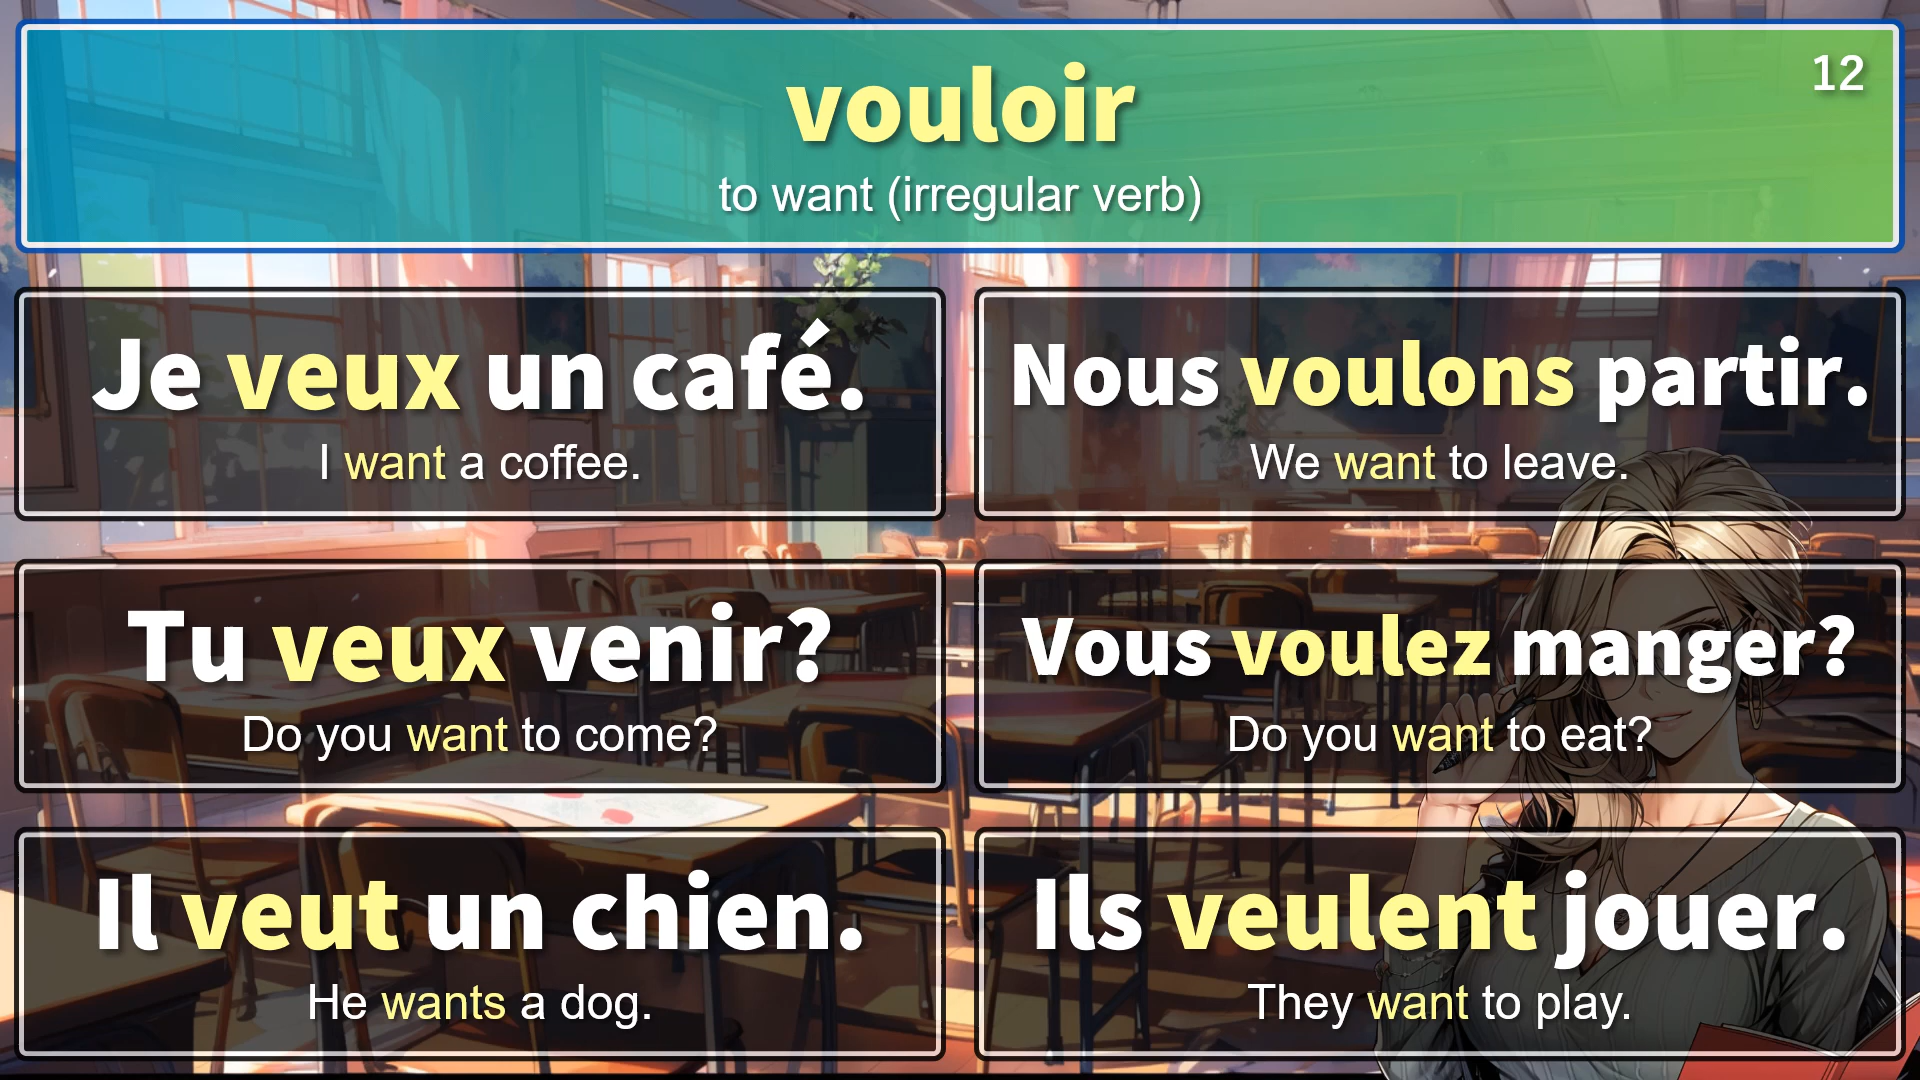 vouloir
12
to want (irregular verb)
Je veux un café.
I want a coffee.
Nous voulons partir.
We want to leave.
Tu veux venir?
Do you want to come?
Vous voulez manger?
Do you want to eat?
Il veut un chien.
He wants a dog.
Ils veulent jouer.
They want to play.